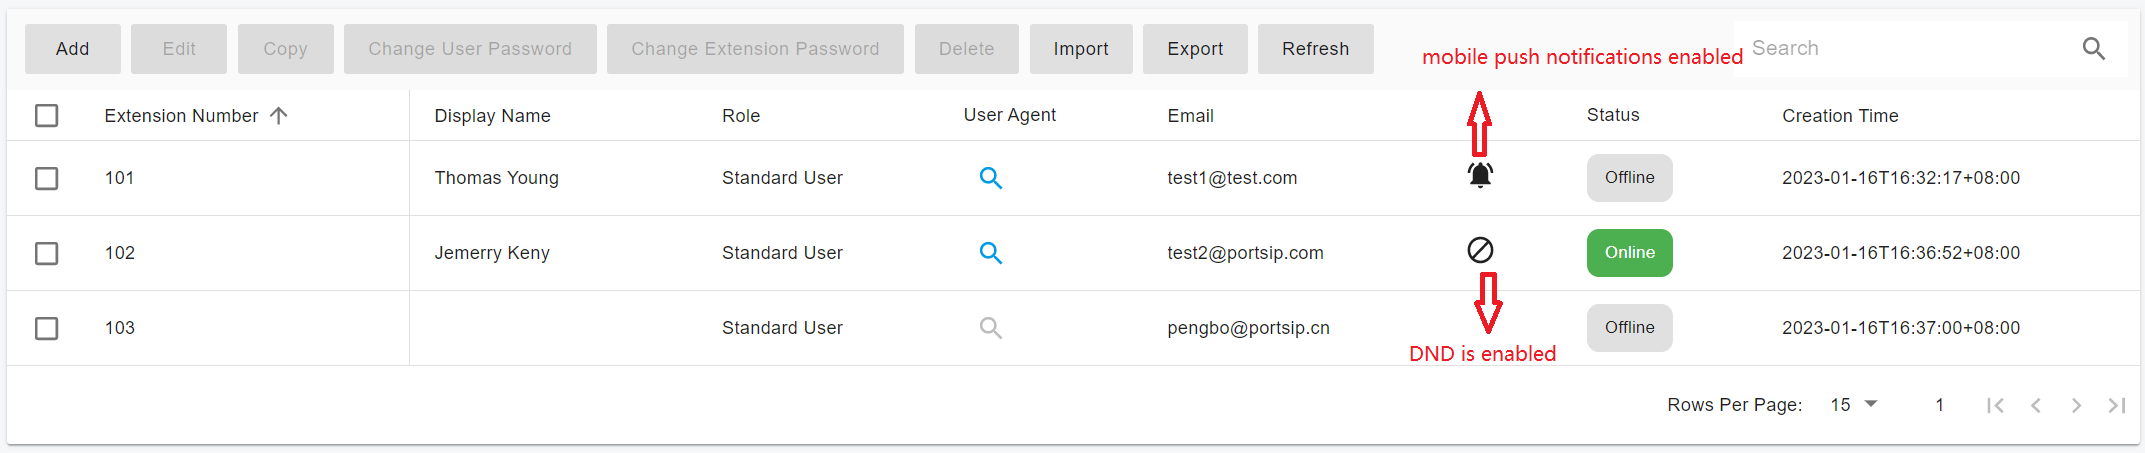 Add Edit Copy Change User Password Change Extension Password Delete Import Export Refresh mobile push notifications enabled Search
Extension Number Display Name Role User Agent Email Status Creation Time
101 Thomas Young Standard User test1@test.com Offline 2023-01-16T16:32:17+08:00
102 Jemerry Keny Standard User test2@portsip.com Online 2023-01-16T16:36:52+08:00
103 Standard User pengbo@portsip.cn Offline 2023-01-16T16:37:00+08:00
DND is enabled
Rows Per Page: 15 1